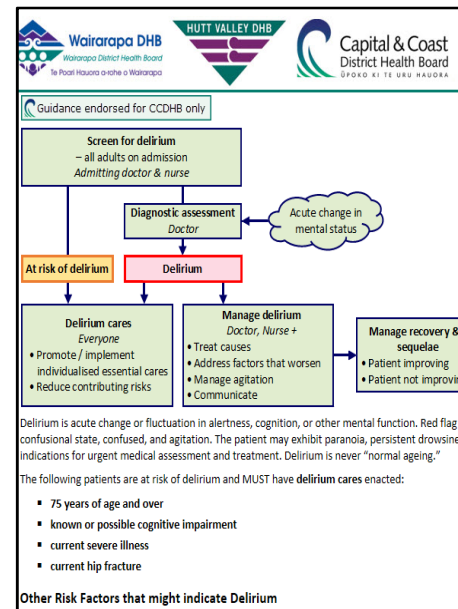 Wairarapa DHB
Wairarapa District Health Board
Te Poari Hauora a-rohe o Wairarapa
HUTT VALLEY DHB
Capital & Coast
District Health Board
ŪPOKO KI TE URU HAUORA
Guidance endorsed for CCDHB only
Screen for delirium
– all adults on admission
Admitting doctor & nurse
Diagnostic assessment
Doctor
Acute change in
mental status
At risk of delirium
Delirium
Delirium cares
Everyone
• Promote / implement
individualised essential cares
• Reduce contributing risks
Manage delirium
Doctor, Nurse +
• Treat causes
• Address factors that worsen
• Manage agitation
• Communicate
Manage recovery &
sequelae
• Patient improving
• Patient not improvin
Delirium is acute change or fluctuation in alertness, cognition, or other mental function. Red flag
confusional state, confused, and agitation. The patient may exhibit paranoia, persistent drowsine
indications for urgent medical assessment and treatment. Delirium is never “normal ageing.”
The following patients are at risk of delirium and MUST have delirium cares enacted:
▪ 75 years of age and over
▪ known or possible cognitive impairment
▪ current severe illness
▪ current hip fracture
Other Risk Factors that might indicate Delirium